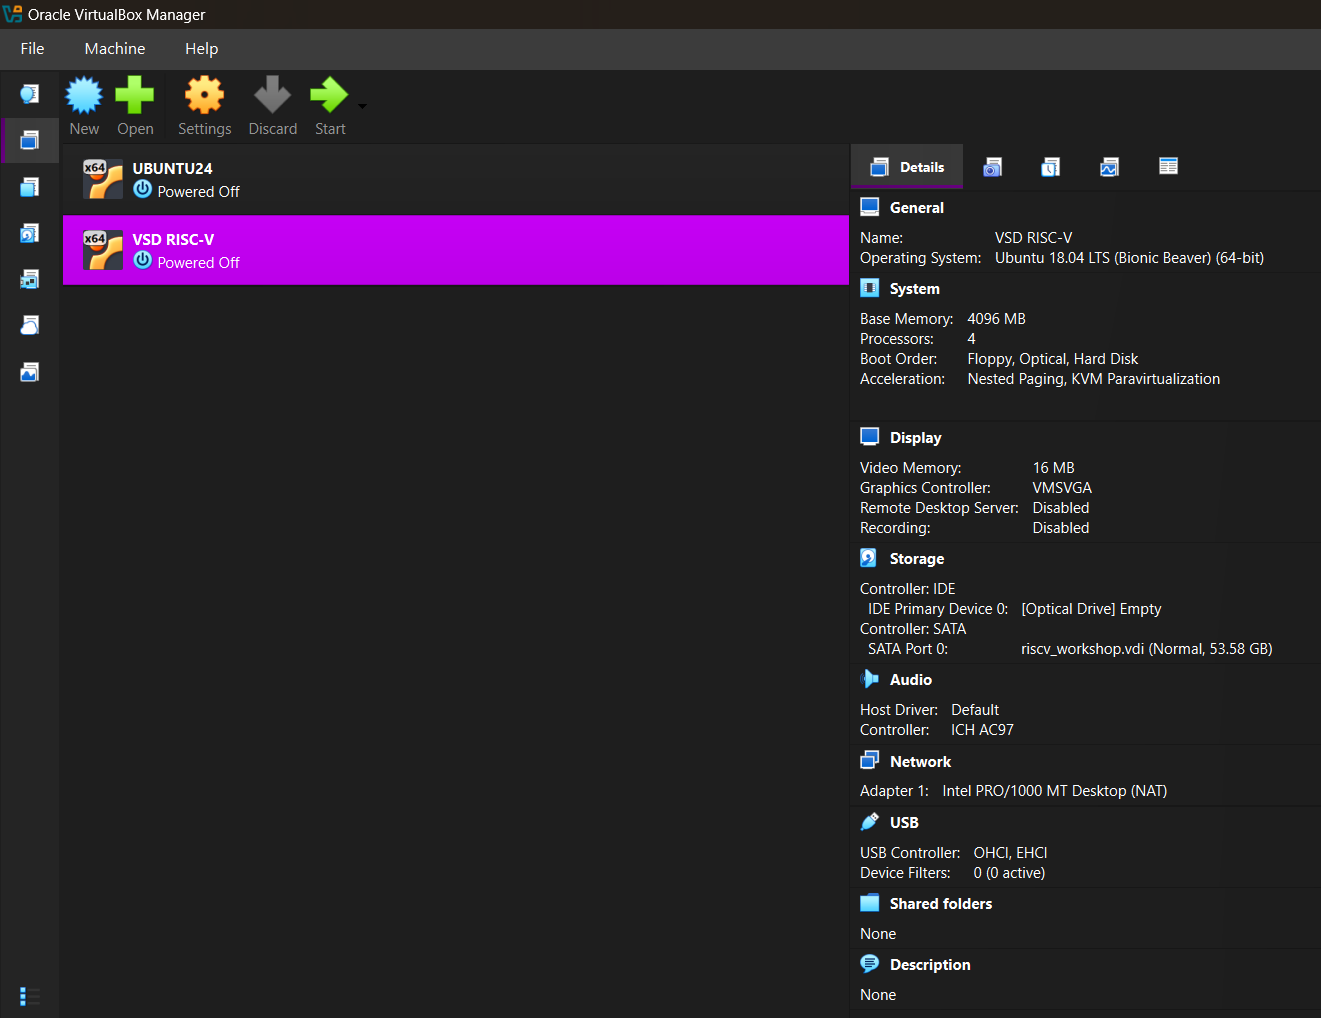 Oracle VirtualBox Manager
File Machine Help
New Open Settings Discard Start
x64 UBUNTU24
Powered Off
x64 VSD RISC-V
Powered Off
Details
General
Name: VSD RISC-V
Operating System: Ubuntu 18.04 LTS (Bionic Beaver) (64-bit)
System
Base Memory: 4096 MB
Processors: 4
Boot Order: Floppy, Optical, Hard Disk
Acceleration: Nested Paging, KVM Paravirtualization
Display
Video Memory: 16 MB
Graphics Controller: VMSVGA
Remote Desktop Server: Disabled
Recording: Disabled
Storage
Controller: IDE
IDE Primary Device 0: [Optical Drive] Empty
Controller: SATA
SATA Port 0: riscv_workshop.vdi (Normal, 53.58 GB)
Audio
Host Driver: Default
Controller: ICH AC97
Network
Adapter 1: Intel PRO/1000 MT Desktop (NAT)
USB
USB Controller: OHCI, EHCI
Device Filters: 0 (0 active)
Shared folders
None
Description
None